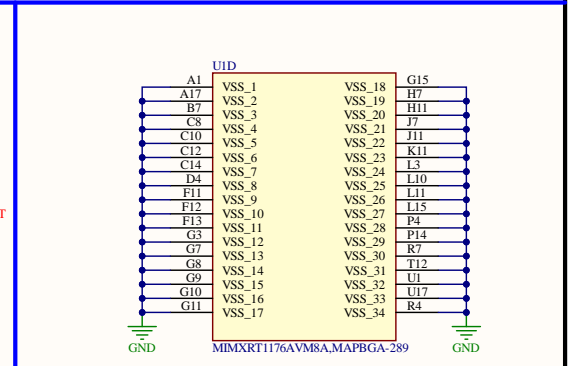 U1D
A1 VSS_1 VSS_18 G15
A17 VSS_2 VSS_19 H7
B7 VSS_3 VSS_20 H11
C8 VSS_4 VSS_21 J7
C10 VSS_5 VSS_22 J11
C12 VSS_6 VSS_23 K11
C14 VSS_7 VSS_24 L3
D4 VSS_8 VSS_25 L10
F11 VSS_9 VSS_26 L11
F12 VSS_10 VSS_27 L15
F13 VSS_11 VSS_28 P4
G3 VSS_12 VSS_29 P14
G7 VSS_13 VSS_30 R7
G8 VSS_14 VSS_31 T12
G9 VSS_15 VSS_32 U1
G10 VSS_16 VSS_33 U17
G11 VSS_17 VSS_34 R4
T
GND MIMXRT1176AVM8A,MAPBGA-289 GND